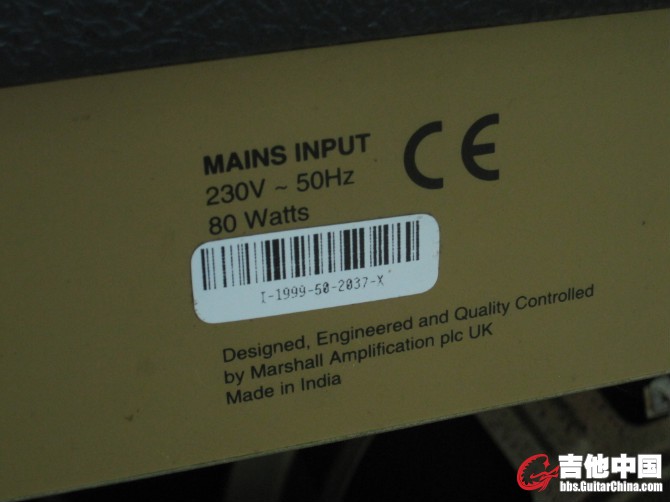 MAINS INPUT
230V ~ 50Hz
80 Watts
CE
I-1999-50-2037-X
Designed, Engineered and Quality Controlled
by Marshall Amplification plc UK
Made in India
吉他中国
bbs.GuitarChina.com